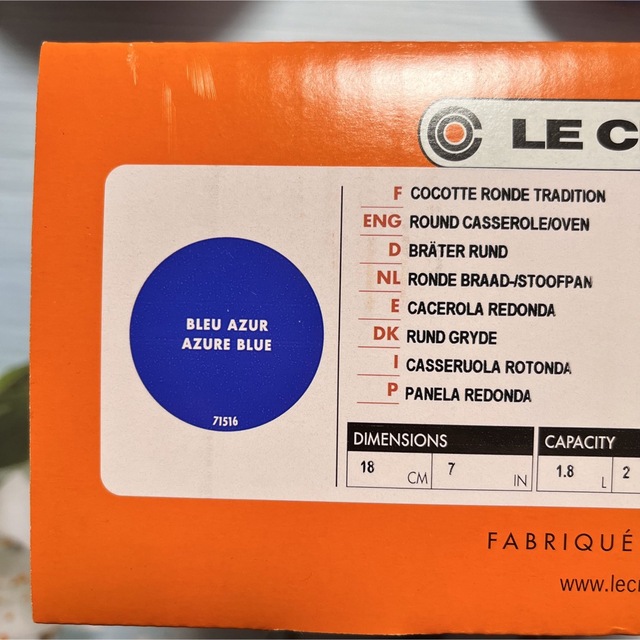 LE C
F COCOTTE RONDE TRADITION
ENG ROUND CASSEROLE/OVEN
D BRÄTER RUND
NL RONDE BRAAD-/STOOFPAN
E CACEROLA REDONDA
DK RUND GRYDE
I CASSERUOLA ROTONDA
P PANELA REDONDA
BLEU AZUR
AZURE BLUE
71516
DIMENSIONS CAPACITY
18 CM 7 IN 1.8 L 2
FABRIQUÉ
www.lecr